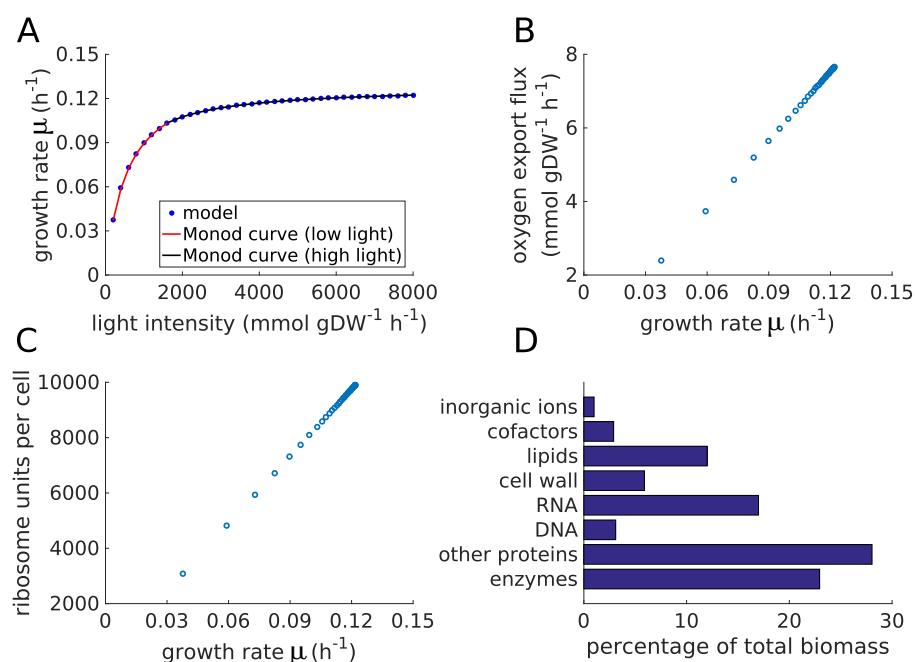 A
growth rate μ (h⁻¹)
0.15
0.12
0.09
0.06
0.03
0
model
Monod curve (low light)
Monod curve (high light)
0 2000 4000 6000 8000
light intensity (mmol gDW⁻¹ h⁻¹)
B
oxygen export flux
(mmol gDW⁻¹ h⁻¹)
8
6
4
2
0 0.03 0.06 0.09 0.12 0.15
growth rate μ (h⁻¹)
C
ribosome units per cell
10000
8000
6000
4000
2000
0 0.03 0.06 0.09 0.12 0.15
growth rate μ (h⁻¹)
D
inorganic ions
cofactors
lipids
cell wall
RNA
DNA
other proteins
enzymes
0 10 20 30
percentage of total biomass